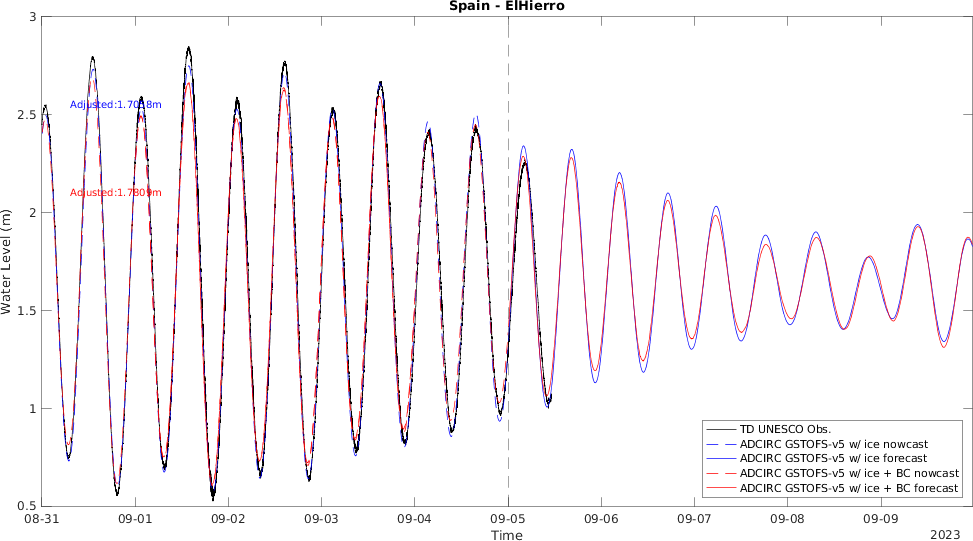 Spain - ElHierro
3
2.5
2
1.5
1
0.5
Water Level (m)
Adjusted:1.7018m
Adjusted:1.7809m
TD UNESCO Obs.
ADCIRC GSTOFS-v5 w/ ice nowcast
ADCIRC GSTOFS-v5 w/ ice forecast
ADCIRC GSTOFS-v5 w/ ice + BC nowcast
ADCIRC GSTOFS-v5 w/ ice + BC forecast
08-31 09-01 09-02 09-03 09-04 09-05 09-06 09-07 09-08 09-09
Time
2023